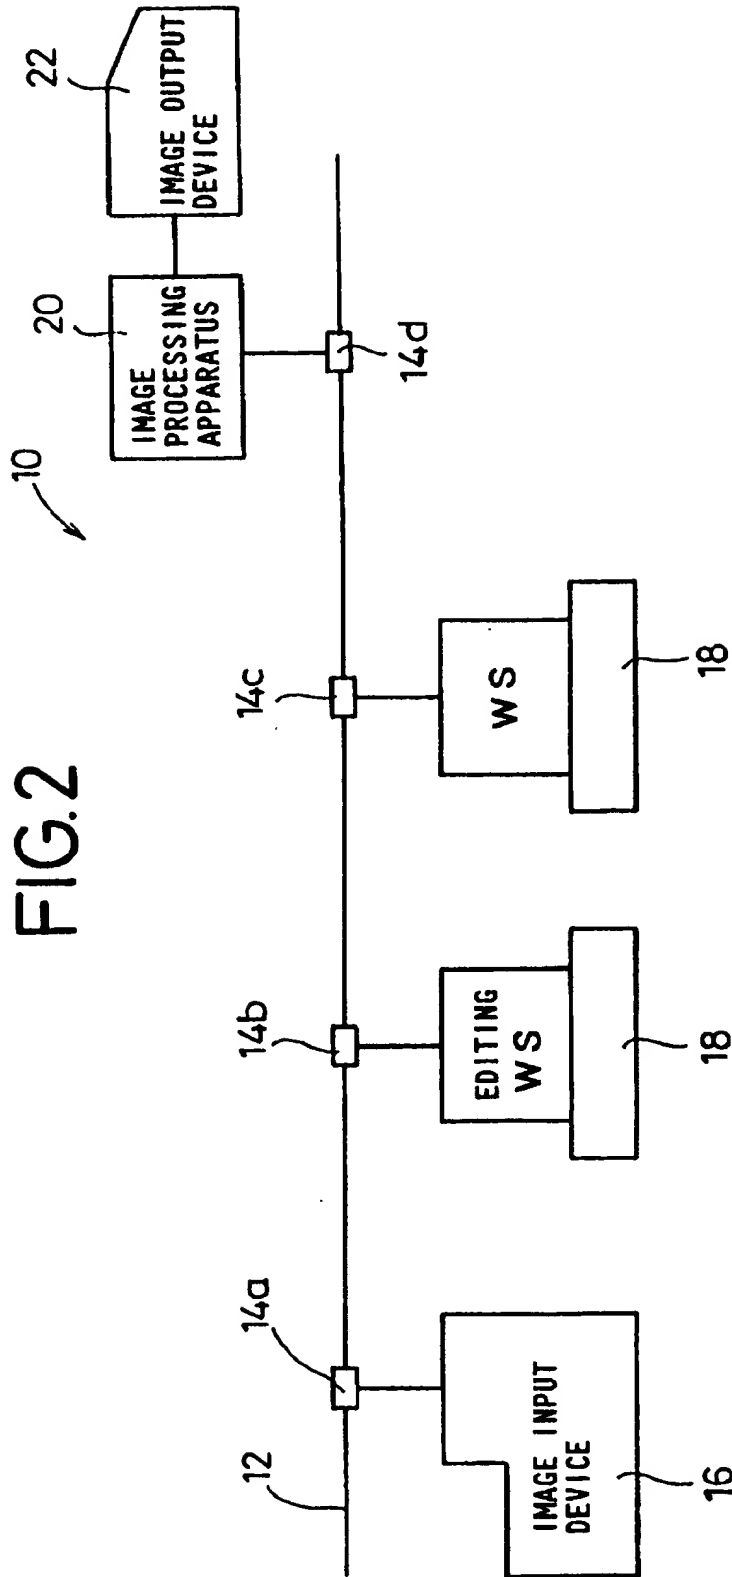 FIG.2
10
22
IMAGE OUTPUT
DEVICE
20
IMAGE
PROCESSING
APPARATUS
14a
14b
14c
14d
12
IMAGE INPUT
DEVICE
16
EDITING
WS
18
WS
18